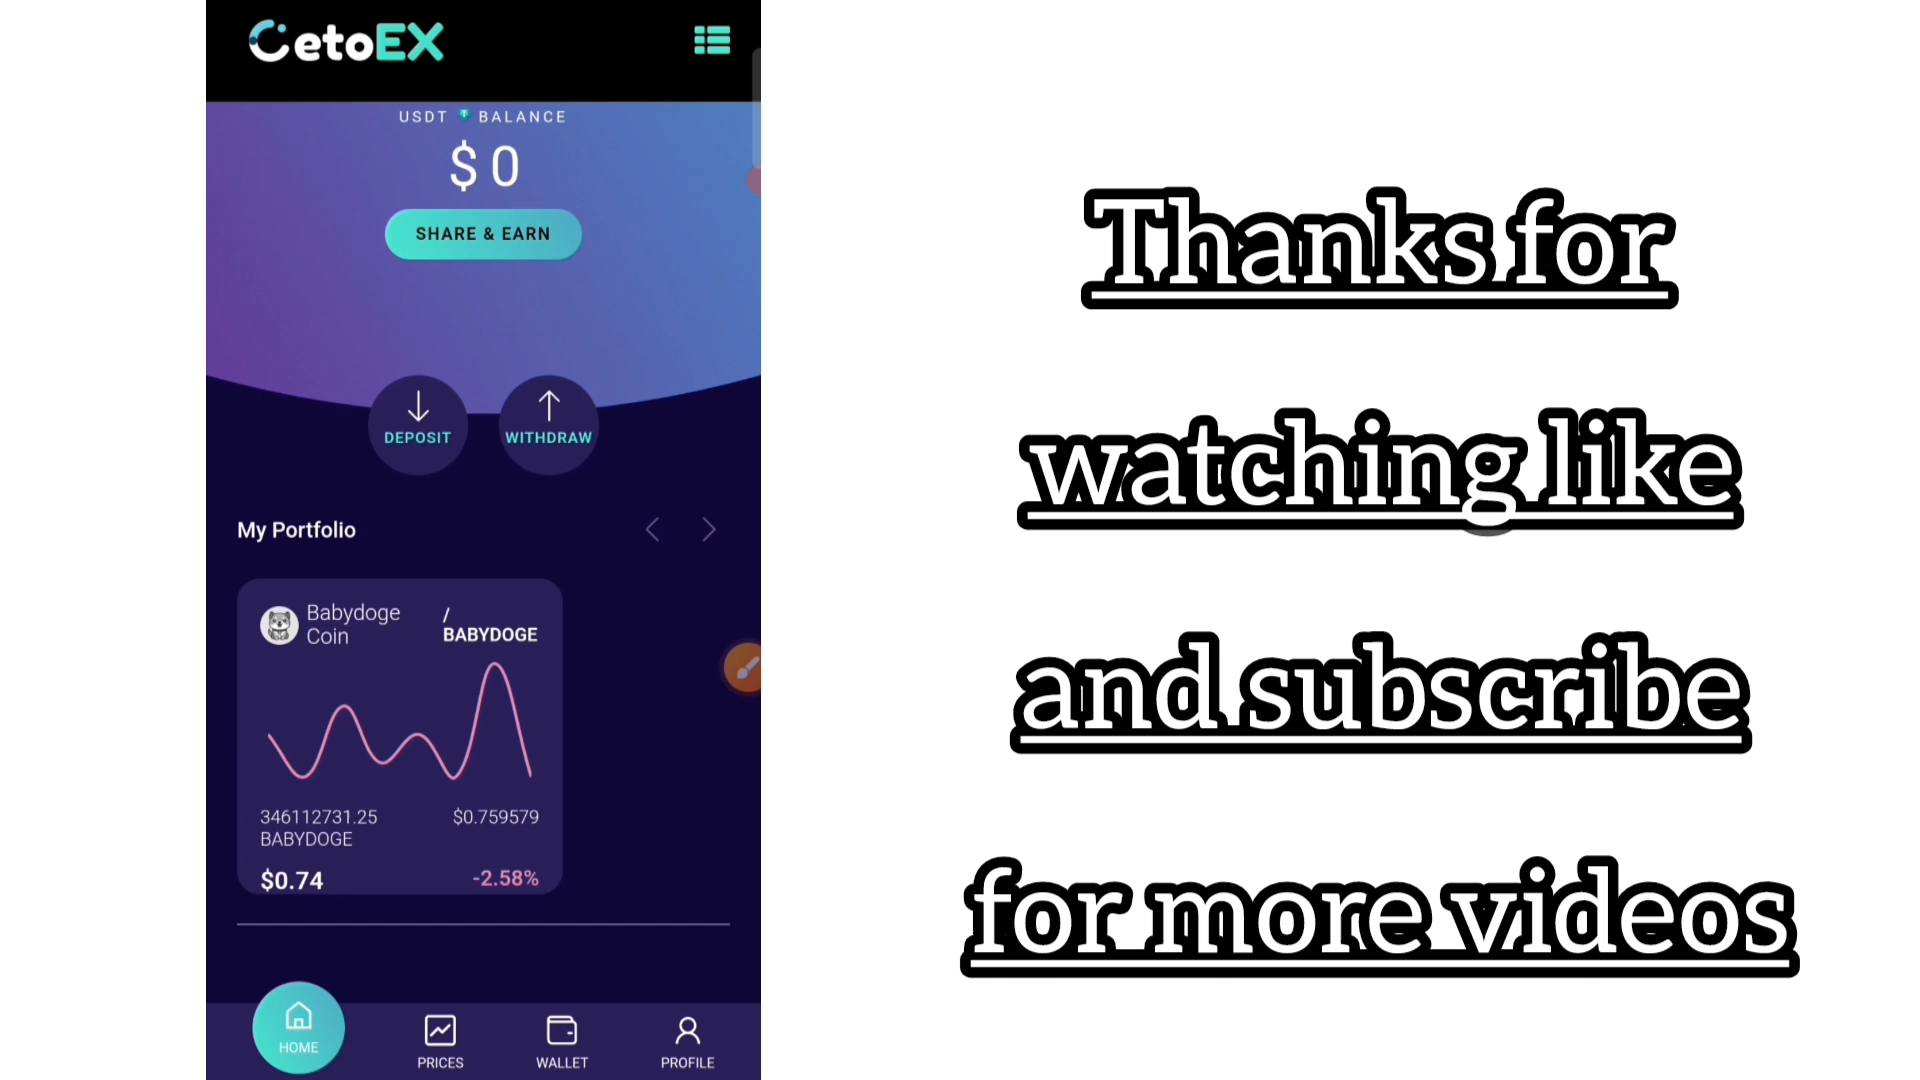 CetoEX
USDT BALANCE
$ 0
SHARE & EARN
DEPOSIT
WITHDRAW
My Portfolio
Babydoge
Coin
/
BABYDOGE
346112731.25
BABYDOGE
$0.759579
$0.74
-2.58%
HOME
PRICES
WALLET
PROFILE
Thanks for
watching like
and subscribe
for more videos